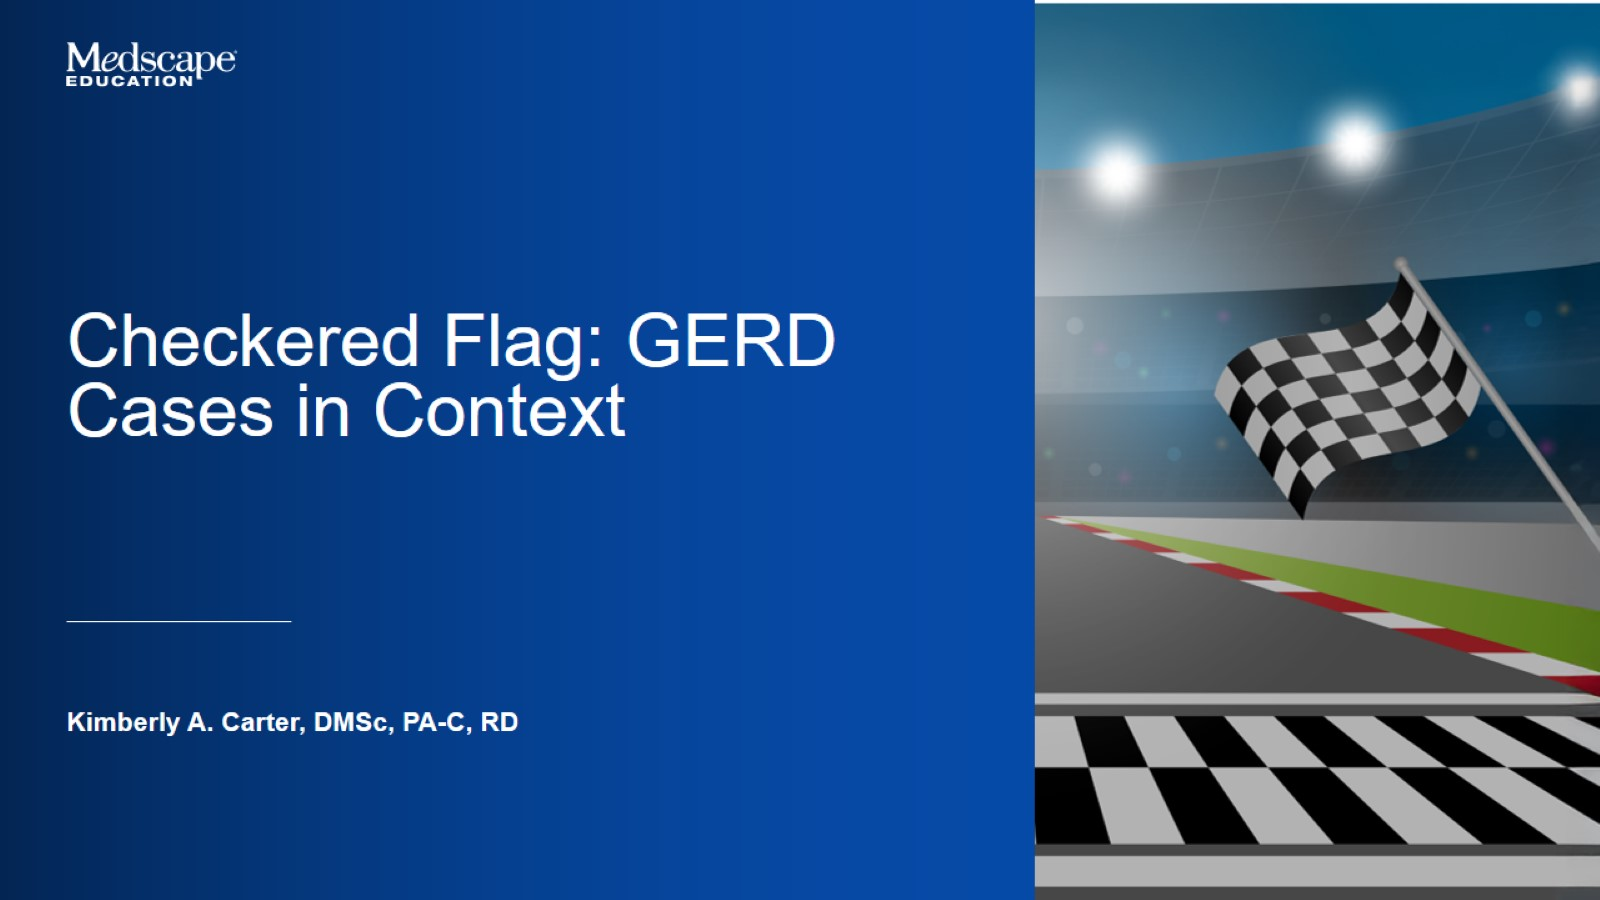 Medscape
EDUCATION
Checkered Flag: GERD
Cases in Context
Kimberly A. Carter, DMSc, PA-C, RD